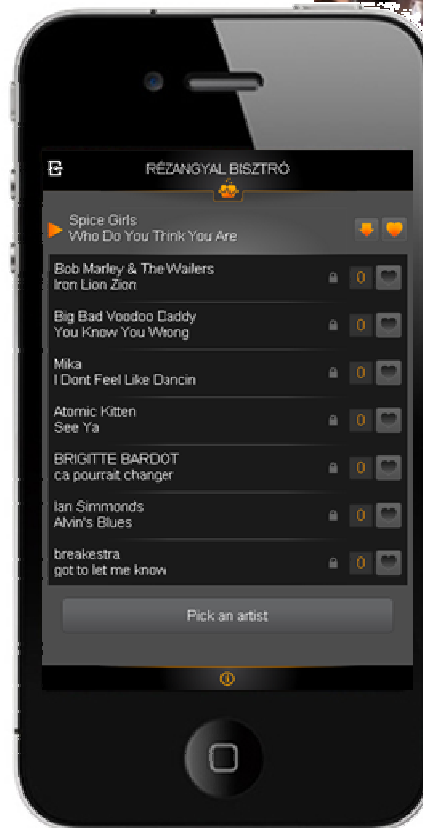 RÉZANGYAL BISZTRÓ
Spice Girls
Who Do You Think You Are
Bob Marley & The Wailers
Iron Lion Zion
0
Big Bad Voodoo Daddy
You Know You Wrong
0
Mika
I Dont Feel Like Dancin
0
Atomic Kitten
See Ya
0
BRIGITTE BARDOT
ca pourrait changer
0
Ian Simmonds
Alvin's Blues
0
breakestra
got to let me know
0
Pick an artist